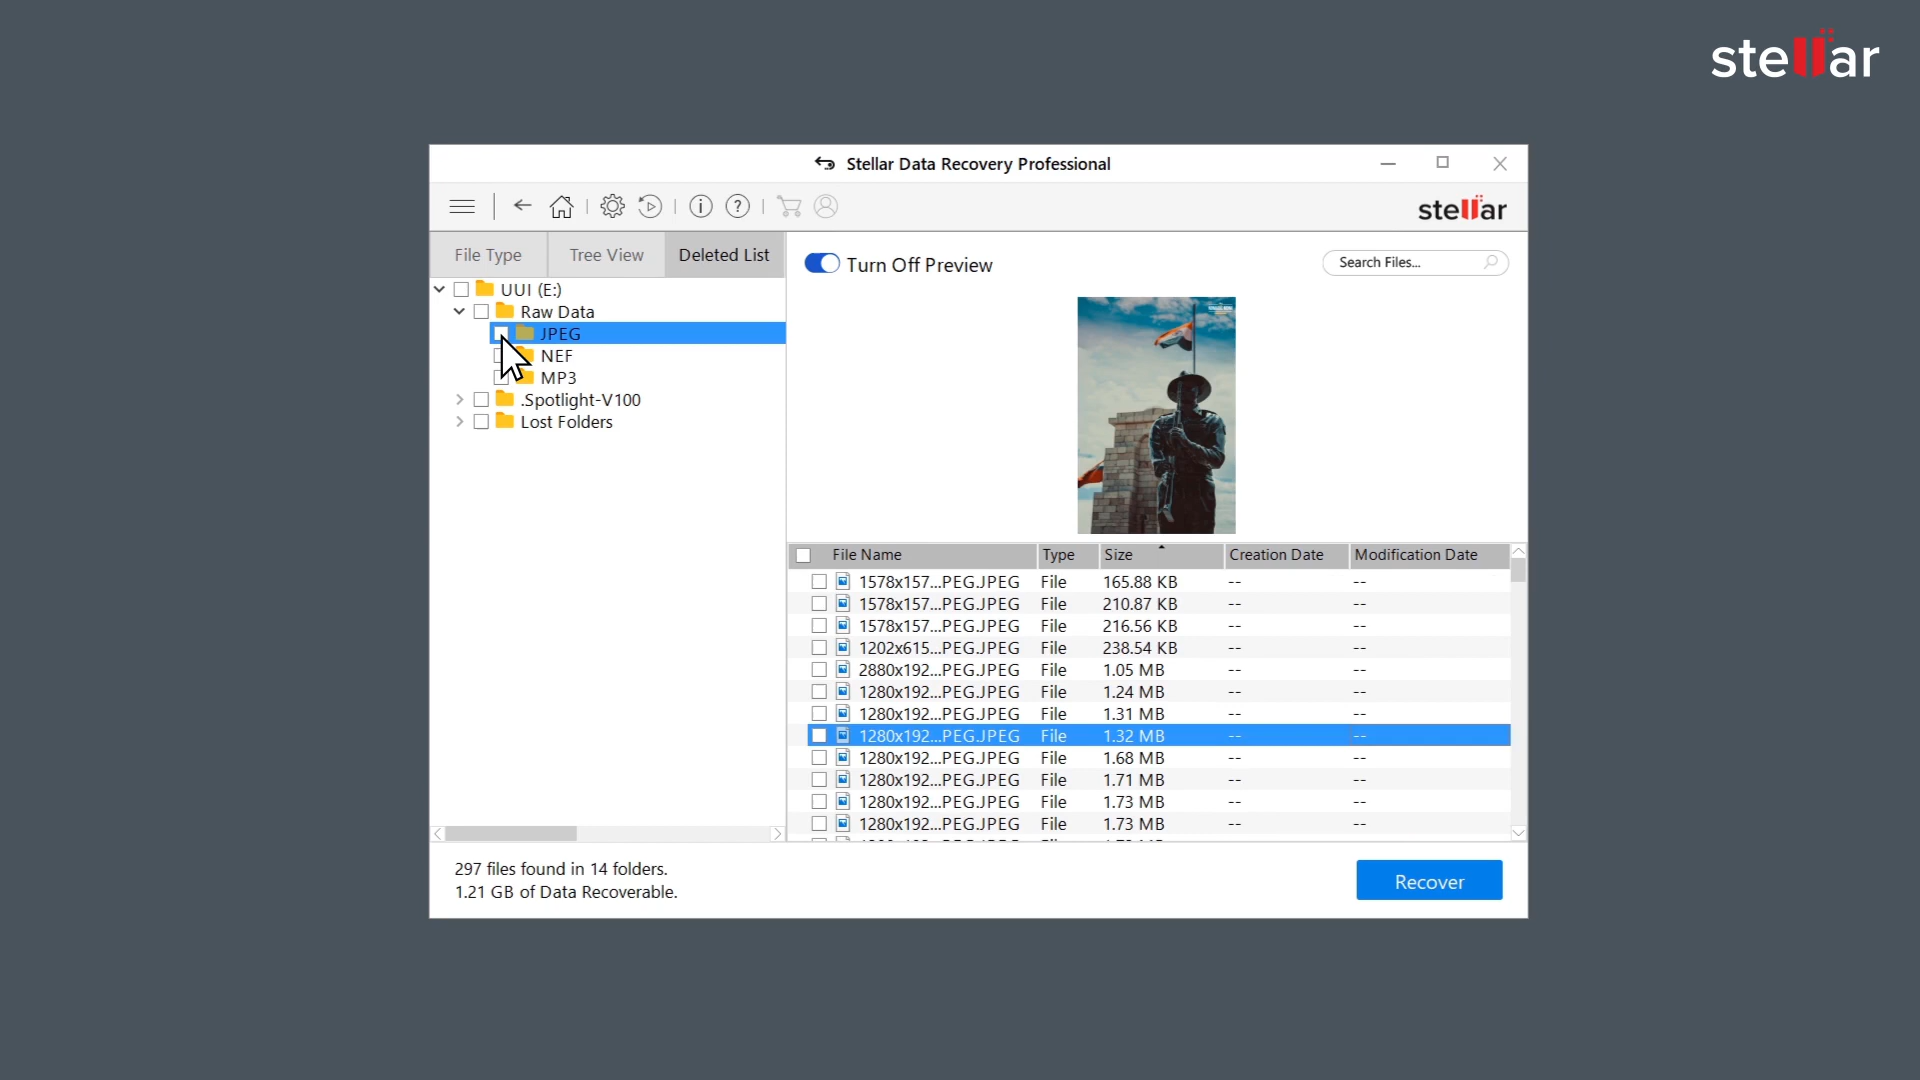 stellar
Stellar Data Recovery Professional
stellar
File Type Tree View Deleted List
Turn Off Preview
Search Files...
UUI (E:)
Raw Data
JPEG
NEF
MP3
.Spotlight-V100
Lost Folders
File Name Type Size Creation Date Modification Date
1578x157...PEG.JPEG File 165.88 KB -- --
1578x157...PEG.JPEG File 210.87 KB -- --
1578x157...PEG.JPEG File 216.56 KB -- --
1202x615...PEG.JPEG File 238.54 KB -- --
2880x192...PEG.JPEG File 1.05 MB -- --
1280x192...PEG.JPEG File 1.24 MB -- --
1280x192...PEG.JPEG File 1.31 MB -- --
1280x192...PEG.JPEG File 1.32 MB -- --
1280x192...PEG.JPEG File 1.68 MB -- --
1280x192...PEG.JPEG File 1.71 MB -- --
1280x192...PEG.JPEG File 1.73 MB -- --
1280x192...PEG.JPEG File 1.73 MB -- --
297 files found in 14 folders.
1.21 GB of Data Recoverable.
Recover